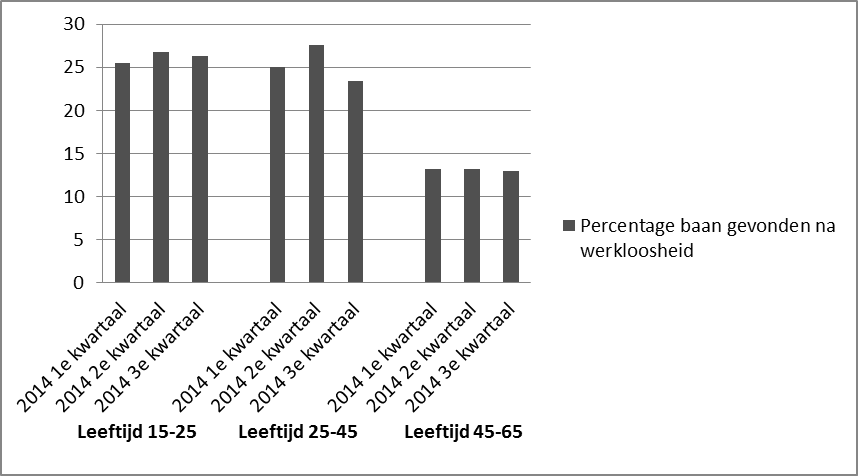 30
25
20
15
10
5
0
2014 1e kwartaal
2014 2e kwartaal
2014 3e kwartaal
2014 1e kwartaal
2014 2e kwartaal
2014 3e kwartaal
2014 1e kwartaal
2014 2e kwartaal
2014 3e kwartaal
Leeftijd 15-25
Leeftijd 25-45
Leeftijd 45-65
Percentage baan gevonden na
werkloosheid